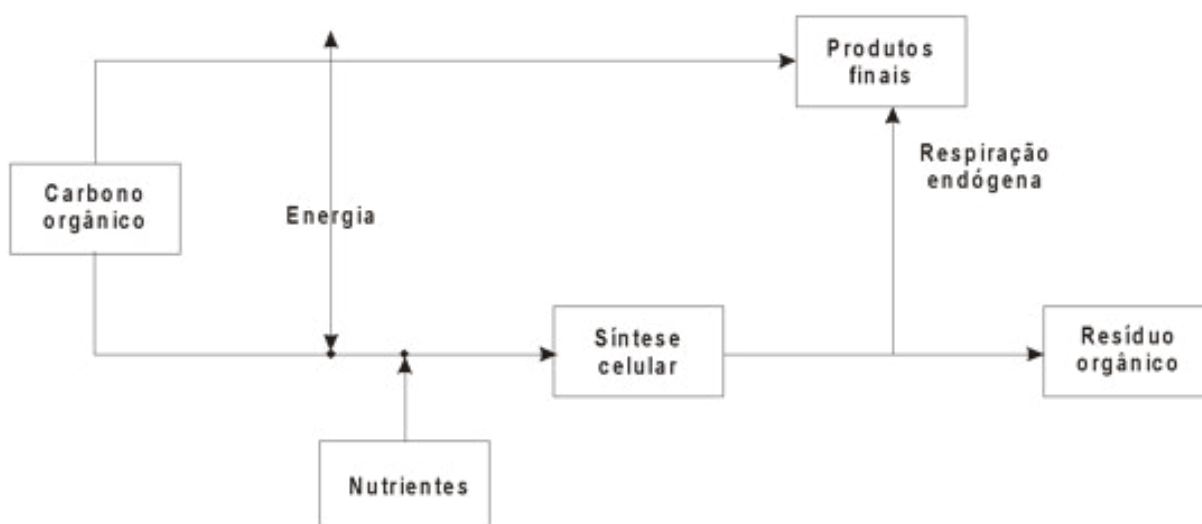 Produtos
finais
Respiração
endógena
Carbono
orgânico
Energia
Síntese
celular
Resíduo
orgânico
Nutrientes